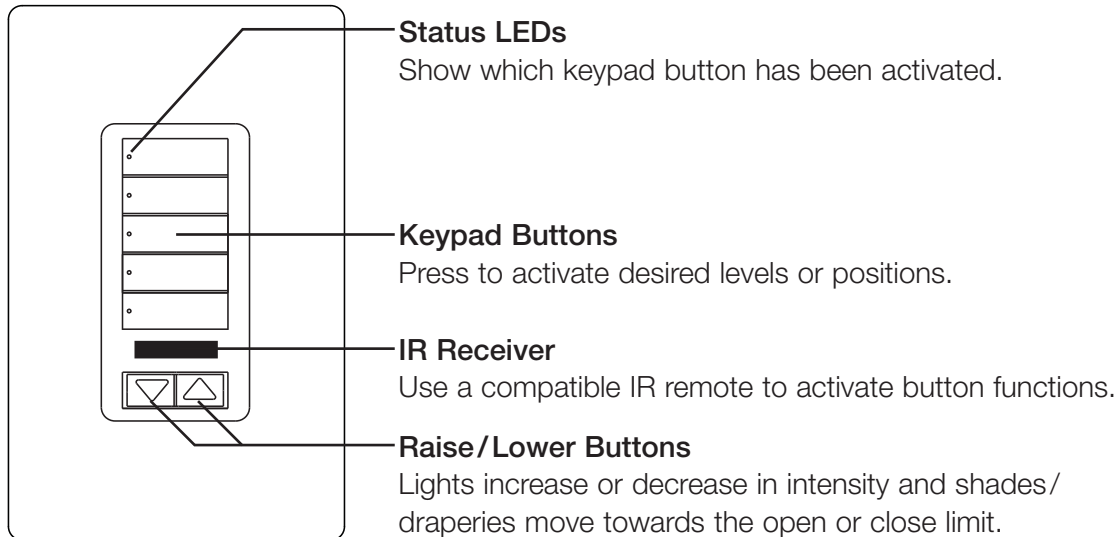 Status LEDs
Show which keypad button has been activated.
Keypad Buttons
Press to activate desired levels or positions.
IR Receiver
Use a compatible IR remote to activate button functions.
Raise/Lower Buttons
Lights increase or decrease in intensity and shades/
draperies move towards the open or close limit.